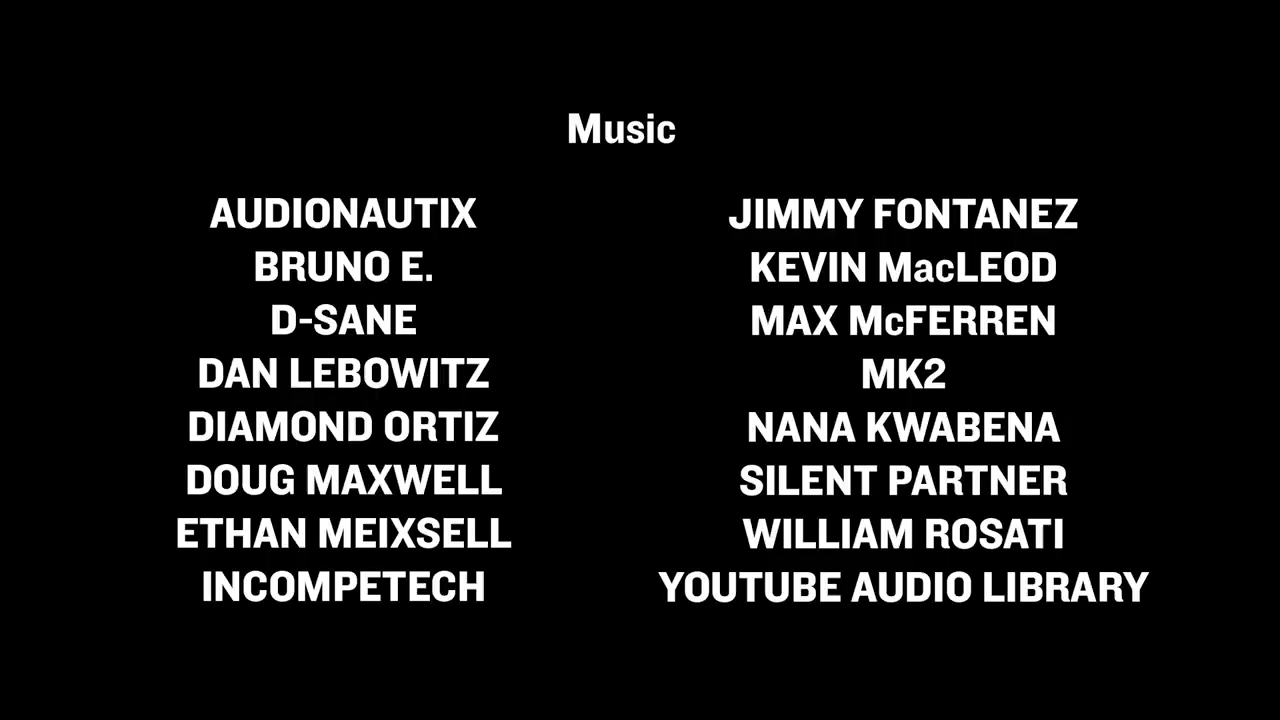 Music
AUDIONAUTIX
BRUNO E.
D-SANE
DAN LEBOWITZ
DIAMOND ORTIZ
DOUG MAXWELL
ETHAN MEIXSELL
INCOMPETECH
JIMMY FONTANEZ
KEVIN MacLEOD
MAX McFERREN
MK2
NANA KWABENA
SILENT PARTNER
WILLIAM ROSATI
YOUTUBE AUDIO LIBRARY